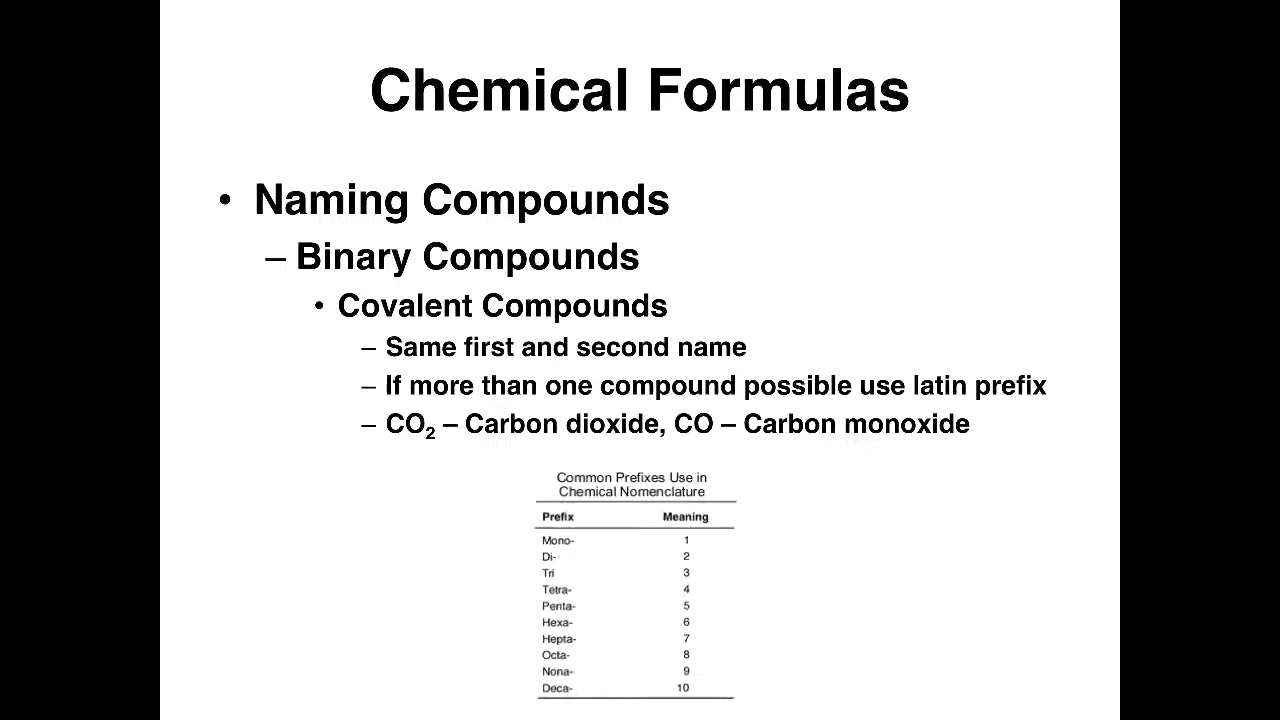 Chemical Formulas
• Naming Compounds
– Binary Compounds
• Covalent Compounds
– Same first and second name
– If more than one compound possible use latin prefix
– CO₂ – Carbon dioxide, CO – Carbon monoxide
Common Prefixes Use in
Chemical Nomenclature
Prefix Meaning
Mono- 1
Di- 2
Tri 3
Tetra- 4
Penta- 5
Hexa- 6
Hepta- 7
Octa- 8
Nona- 9
Deca- 10